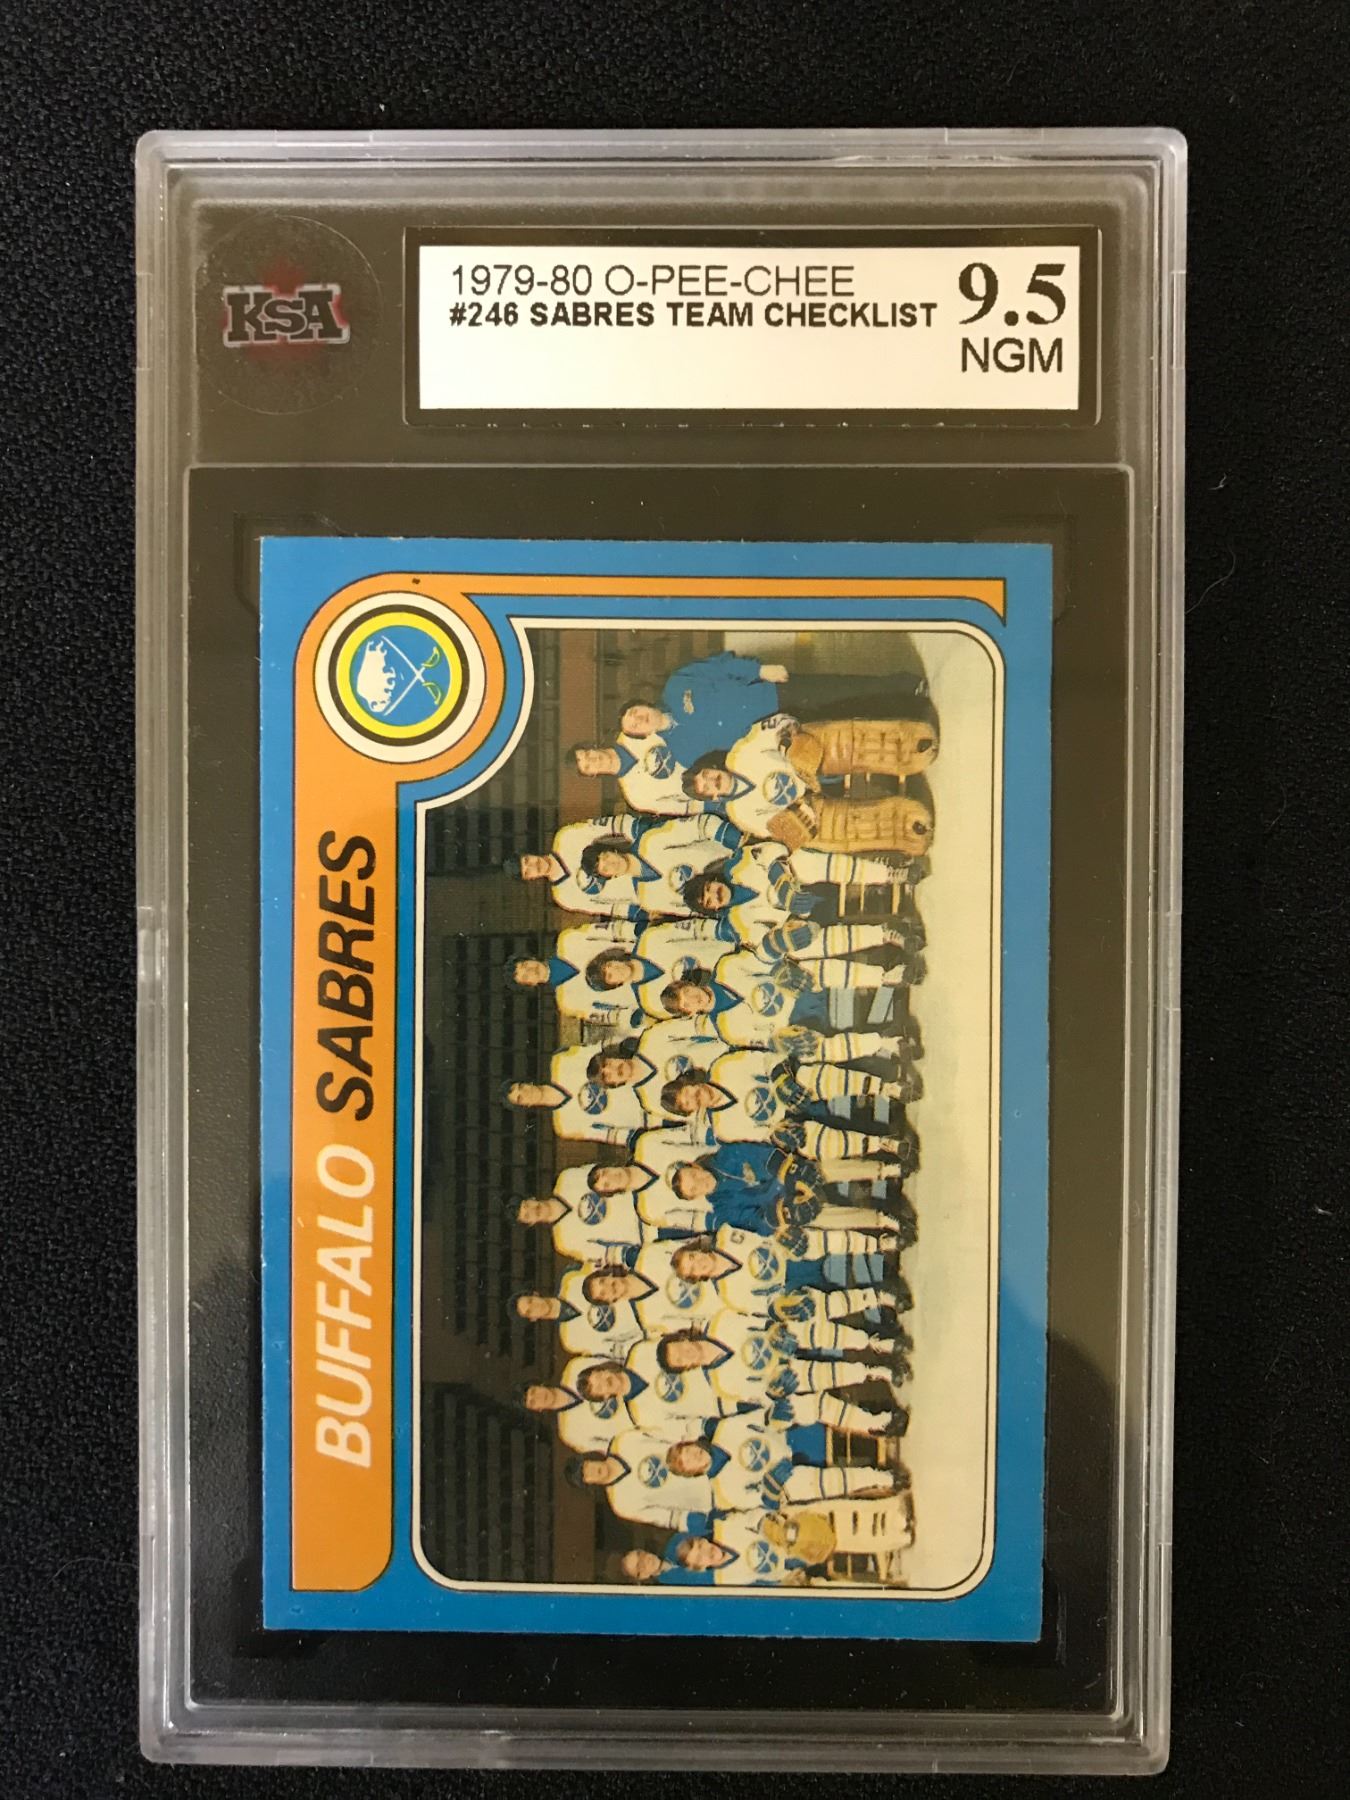 KSA
1979-80 O-PEE-CHEE
#246 SABRES TEAM CHECKLIST
9.5
NGM
BUFFALO SABRES